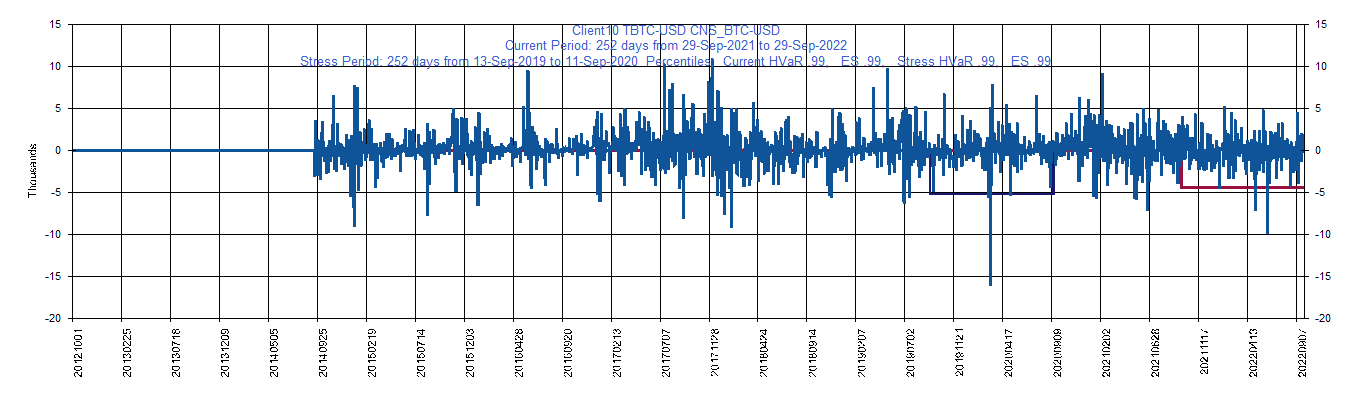 Client10 TBTC-USD CNS_BTC-USD
Current Period: 252 days from 29-Sep-2021 to 29-Sep-2022
Stress Period: 252 days from 13-Sep-2019 to 11-Sep-2020 Percentiles: Current HVaR .99, ES .99, Stress HVaR .99, ES .99
15 15
10 10
5 5
0 0
-5 -5
-10 -10
-15 -15
-20 -20
Thousands
20121001 20130225 20130718 20131209 20140505 20140925 20150219 20150714 20151203 20160428 20160920 20170213 20170707 20171128 20180424 20180914 20190207 20190702 20191121 20200417 20200909 20210202 20210628 20211117 20220413 20220907